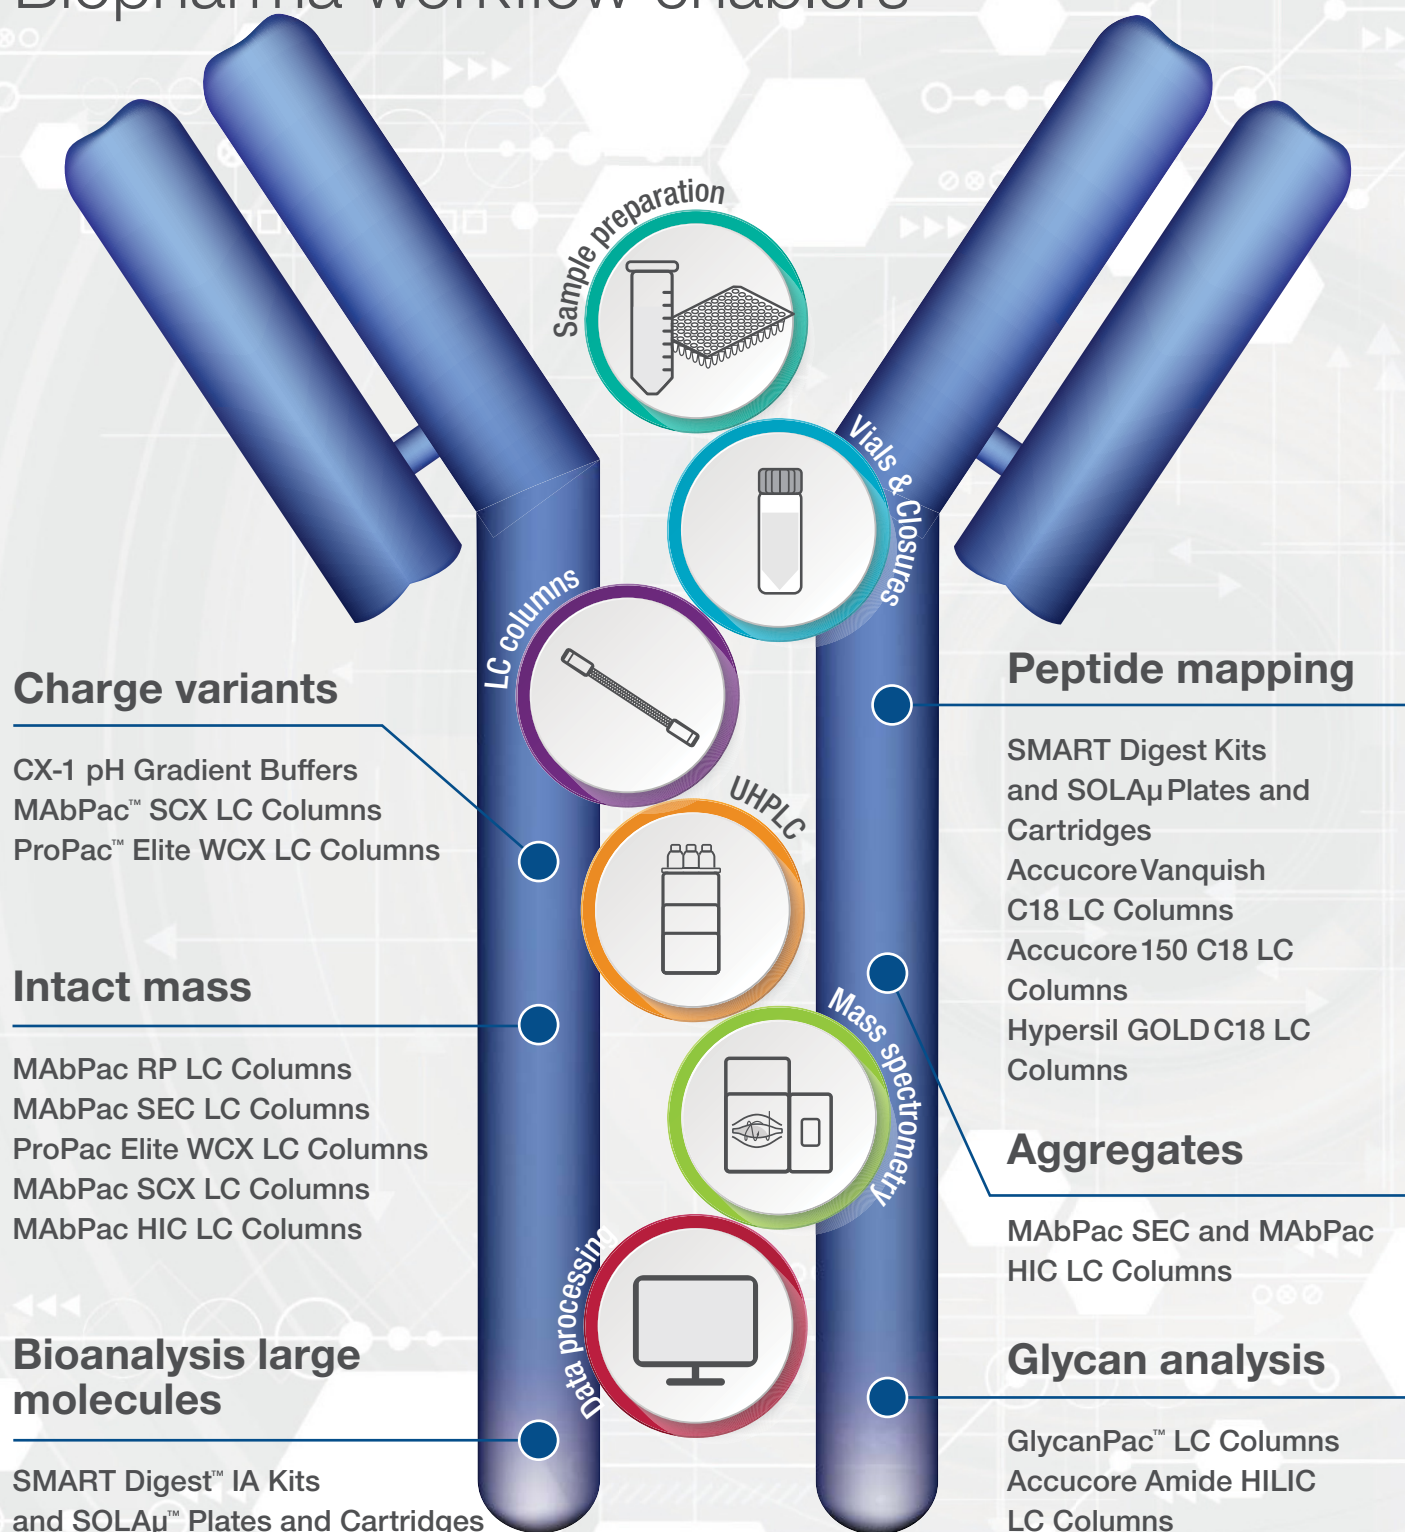 Biopharma workflow enablers
Sample preparation
Vials & Closures
LC columns
UHPLC
Mass spectrometry
Data processing
Charge variants
CX-1 pH Gradient Buffers
MAbPac™ SCX LC Columns
ProPac™ Elite WCX LC Columns
Intact mass
MAbPac RP LC Columns
MAbPac SEC LC Columns
ProPac Elite WCX LC Columns
MAbPac SCX LC Columns
MAbPac HIC LC Columns
Bioanalysis large
molecules
SMART Digest™ IA Kits
and SOLAµ™ Plates and Cartridges
Peptide mapping
SMART Digest Kits
and SOLAµ Plates and
Cartridges
Accucore Vanquish
C18 LC Columns
Accucore 150 C18 LC
Columns
Hypersil GOLD C18 LC
Columns
Aggregates
MAbPac SEC and MAbPac
HIC LC Columns
Glycan analysis
GlycanPac™ LC Columns
Accucore Amide HILIC
LC Columns